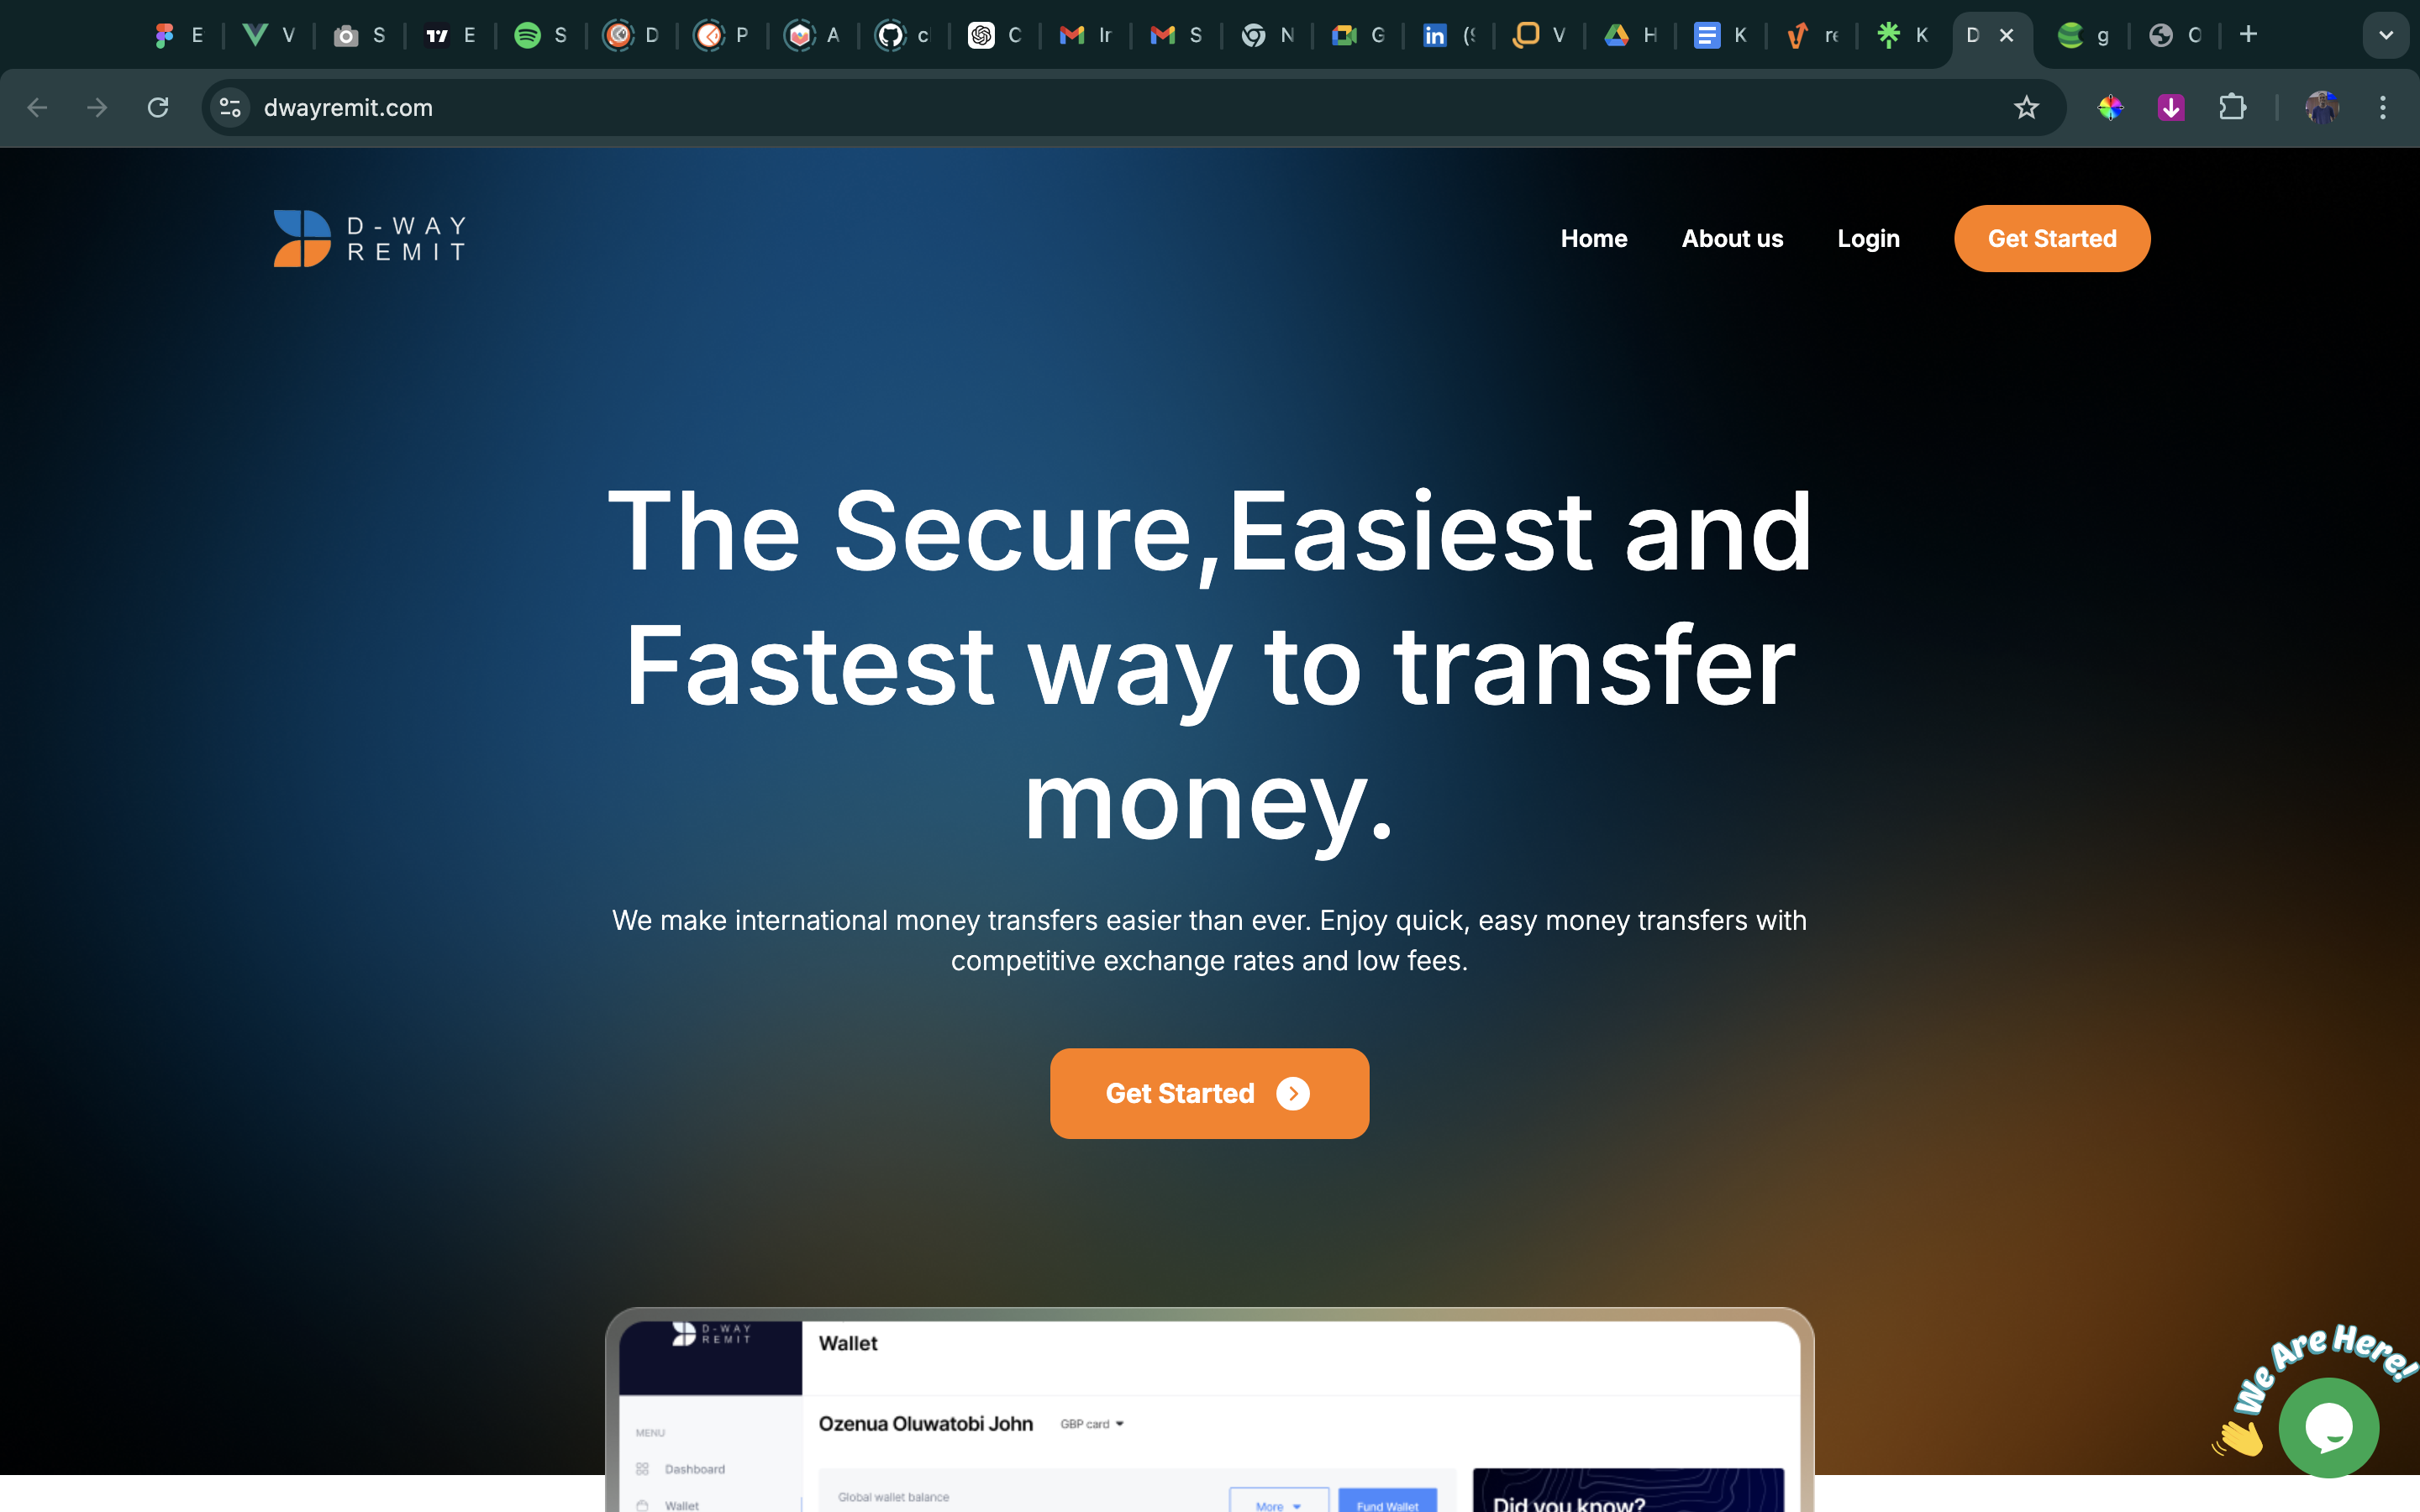 E V S E S D P A C Ir S N G V H K K D g
dwayremit.com
D-WAY
REMIT
Home About us Login Get Started
The Secure,Easiest and
Fastest way to transfer
money.
We make international money transfers easier than ever. Enjoy quick, easy money transfers with
competitive exchange rates and low fees.
Get Started
We Are Here!
D-WAY
REMIT
Wallet
Ozenua Oluwatobi John GBP card
MENU
Dashboard
Global wallet balance
More Fund Wallet
Did you know?
Wallet